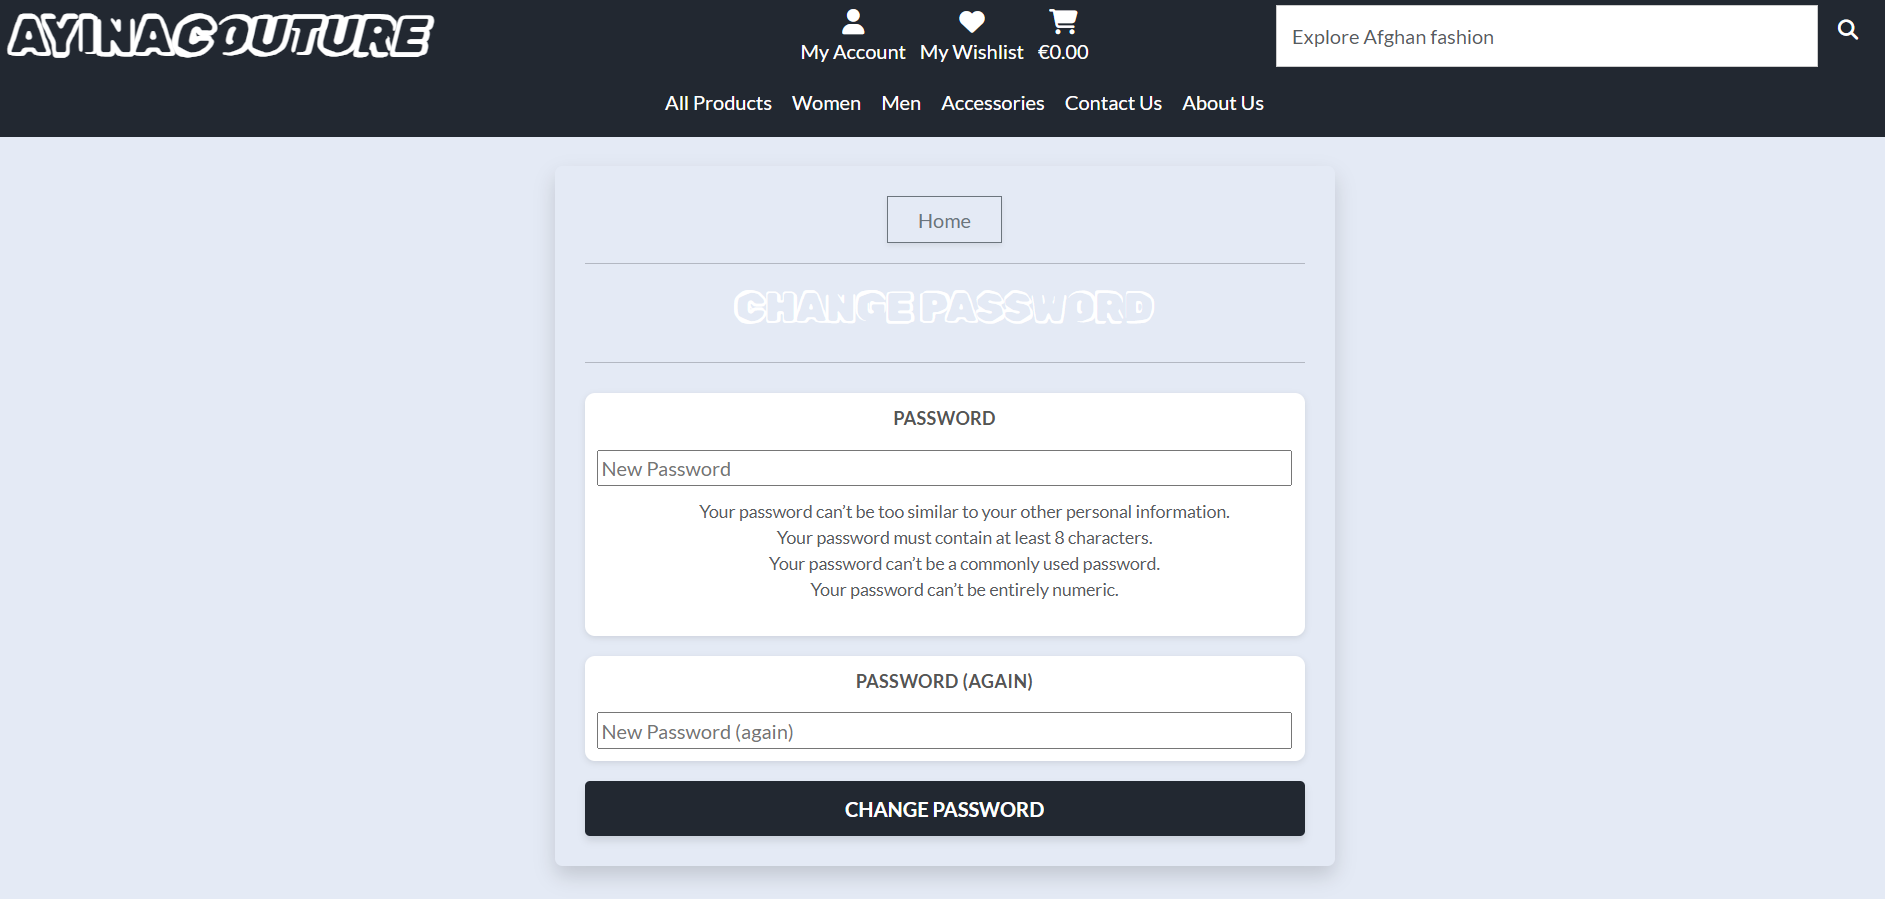 AYINACOUTURE
My Account
My Wishlist
€0.00
Explore Afghan fashion
All Products
Women
Men
Accessories
Contact Us
About Us
Home
CHANGE PASSWORD
PASSWORD
New Password
Your password can’t be too similar to your other personal information.
Your password must contain at least 8 characters.
Your password can’t be a commonly used password.
Your password can’t be entirely numeric.
PASSWORD (AGAIN)
New Password (again)
CHANGE PASSWORD